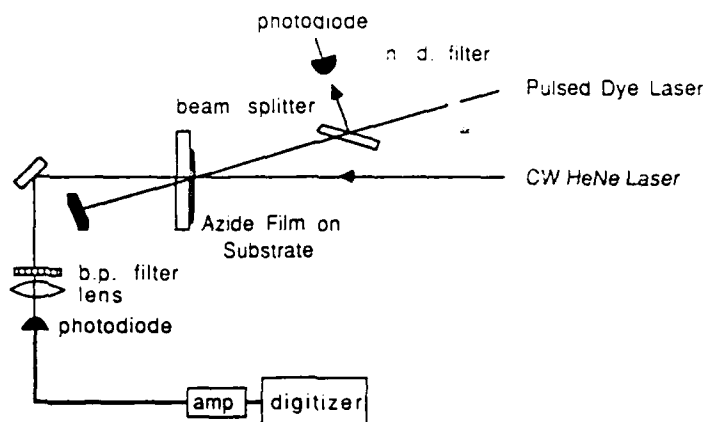 photodiode
n. d. filter
Pulsed Dye Laser
beam splitter
CW HeNe Laser
Azide Film on
Substrate
b.p. filter
lens
photodiode
amp
digitizer